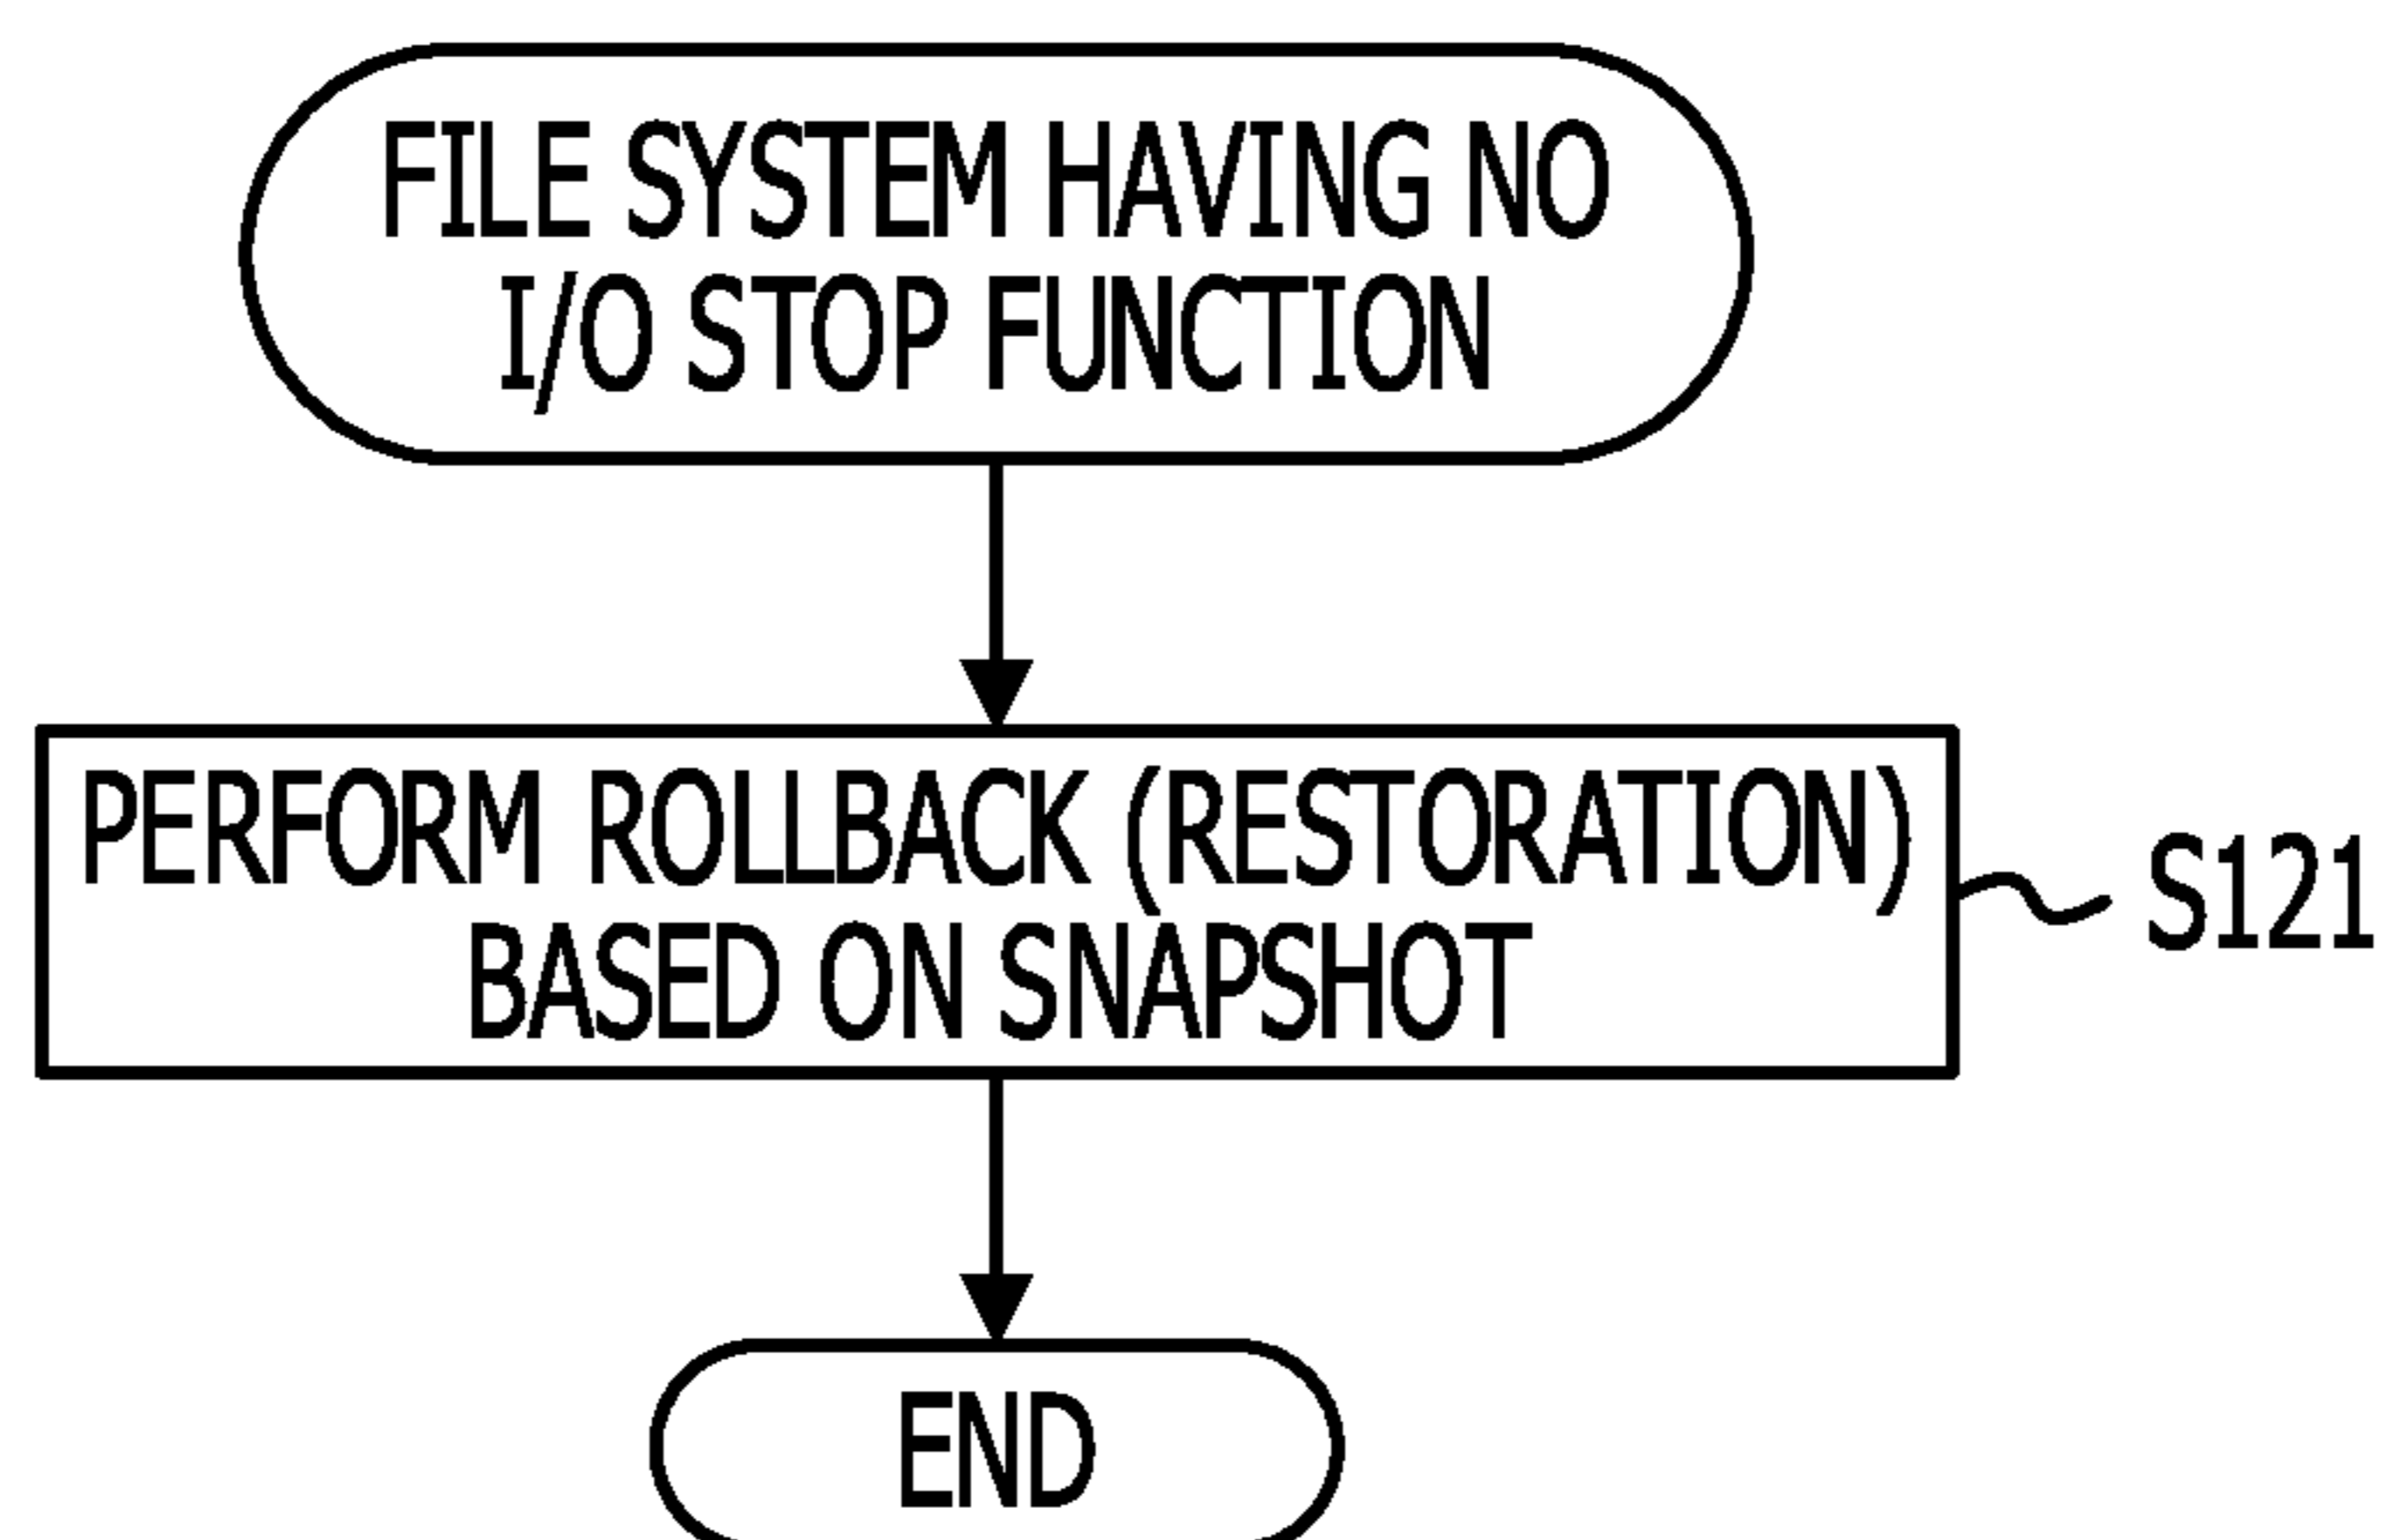 FILE SYSTEM HAVING NO
I/O STOP FUNCTION
PERFORM ROLLBACK (RESTORATION)
BASED ON SNAPSHOT
S121
END